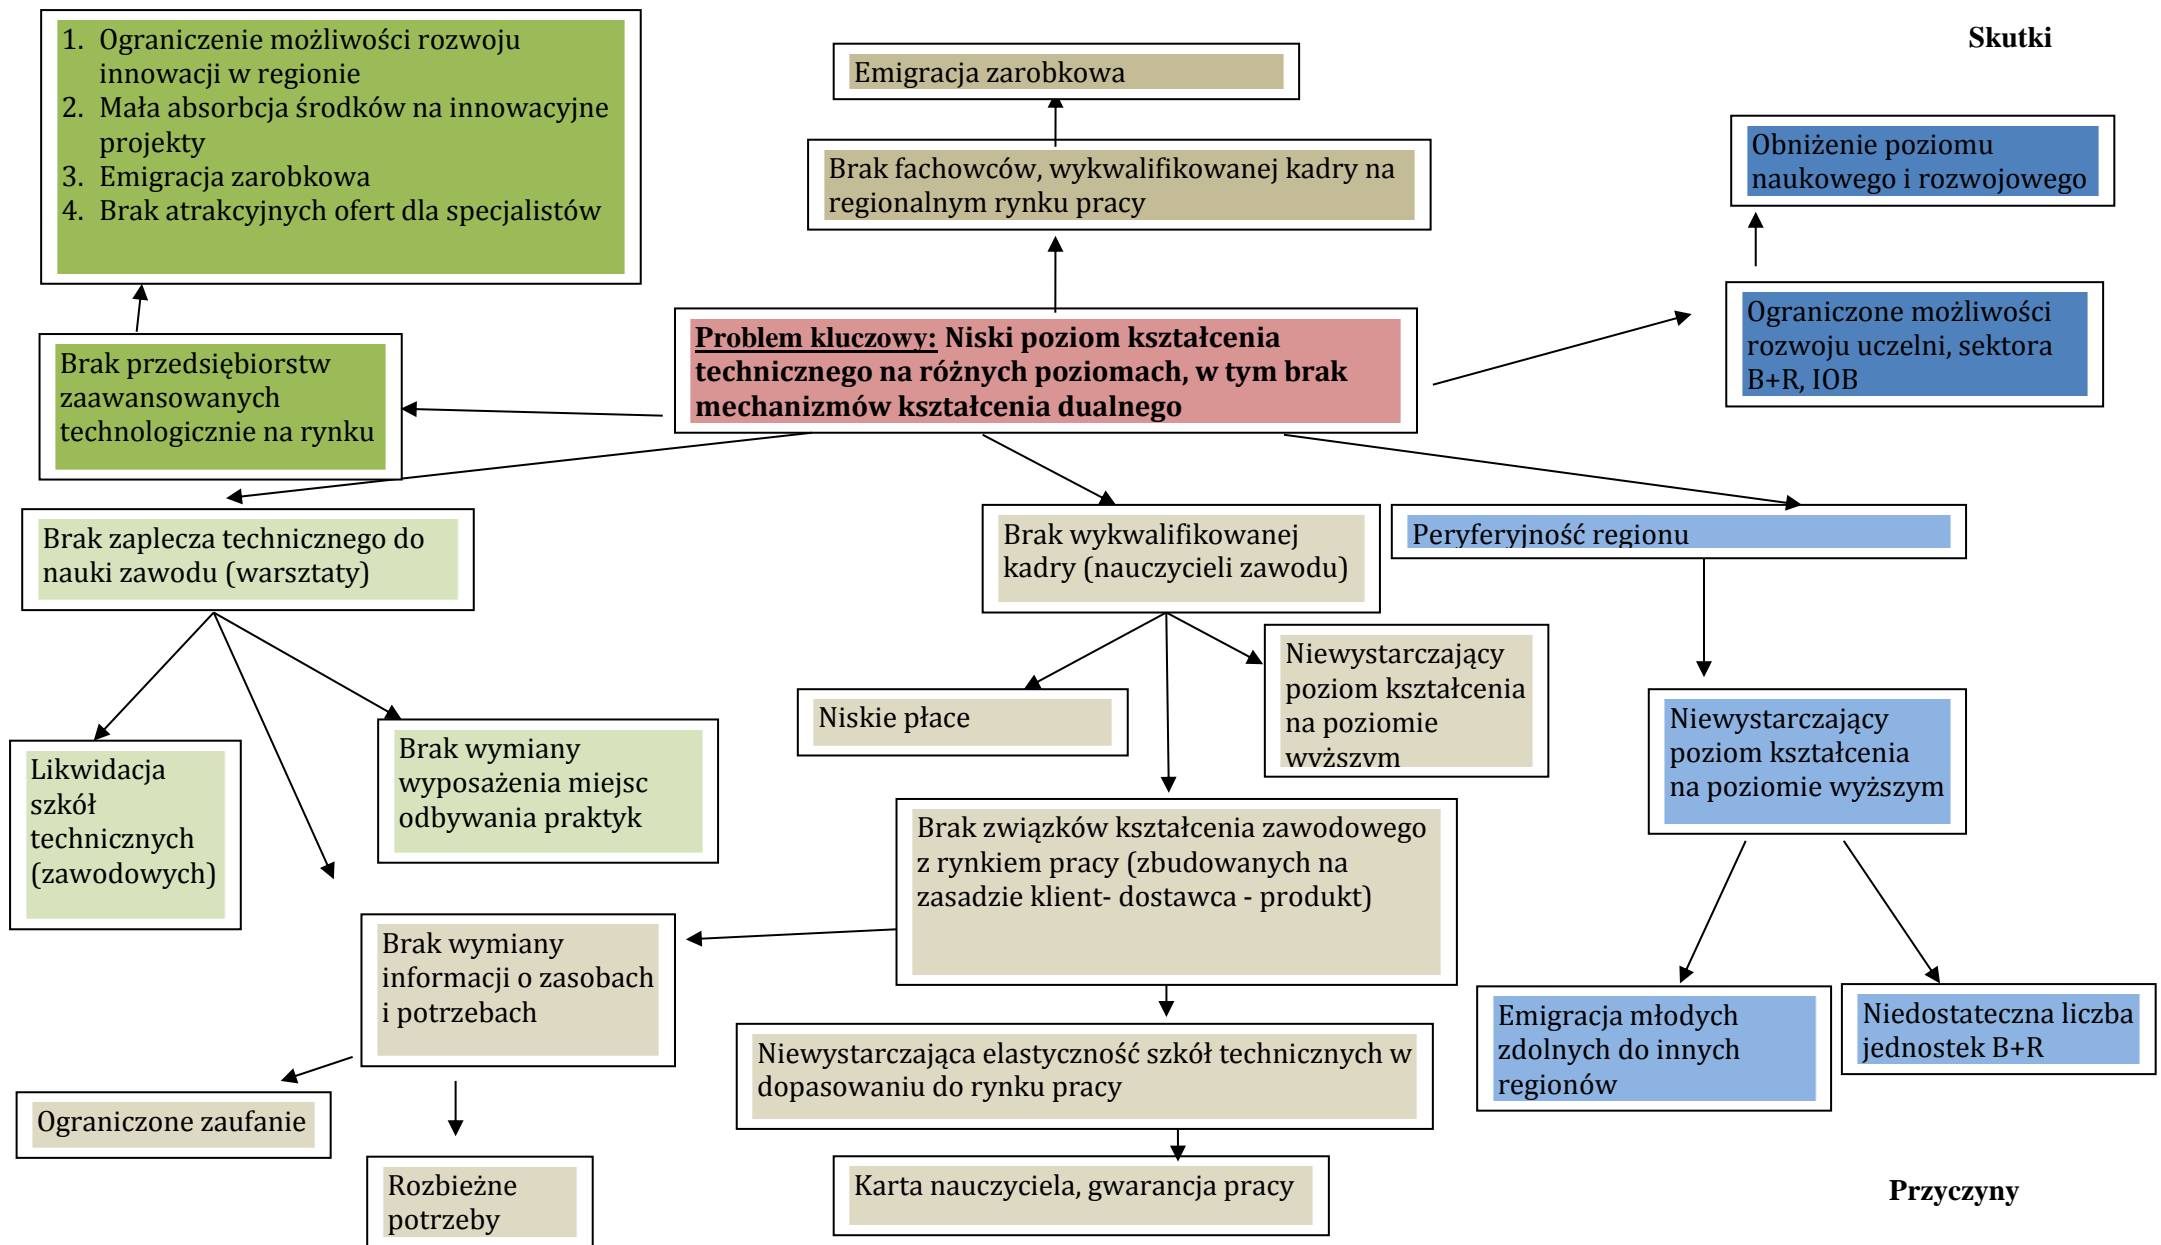 1. Ograniczenie możliwości rozwoju
innowacji w regionie
2. Mała absorbcja środków na innowacyjne
projekty
3. Emigracja zarobkowa
4. Brak atrakcyjnych ofert dla specjalistów
Emigracja zarobkowa
Skutki
Brak fachowców, wykwalifikowanej kadry na
regionalnym rynku pracy
Obniżenie poziomu
naukowego i rozwojowego
Brak przedsiębiorstw
zaawansowanych
technologicznie na rynku
Problem kluczowy: Niski poziom kształcenia
technicznego na różnych poziomach, w tym brak
mechanizmów kształcenia dualnego
Ograniczone możliwości
rozwoju uczelni, sektora
B+R, IOB
Brak zaplecza technicznego do
nauki zawodu (warsztaty)
Brak wykwalifikowanej
kadry (nauczycieli zawodu)
Peryferyjność regionu
Niskie płace
Niewystarczający
poziom kształcenia
na poziomie
wyższym
Niewystarczający
poziom kształcenia
na poziomie wyższym
Likwidacja
szkół
technicznych
(zawodowych)
Brak wymiany
wyposażenia miejsc
odbywania praktyk
Brak związków kształcenia zawodowego
z rynkiem pracy (zbudowanych na
zasadzie klient- dostawca - produkt)
Brak wymiany
informacji o zasobach
i potrzebach
Niewystarczająca elastyczność szkół technicznych w
dopasowaniu do rynku pracy
Emigracja młodych
zdolnych do innych
regionów
Niedostateczna liczba
jednostek B+R
Ograniczone zaufanie
Rozbieżne
potrzeby
Karta nauczyciela, gwarancja pracy
Przyczyny